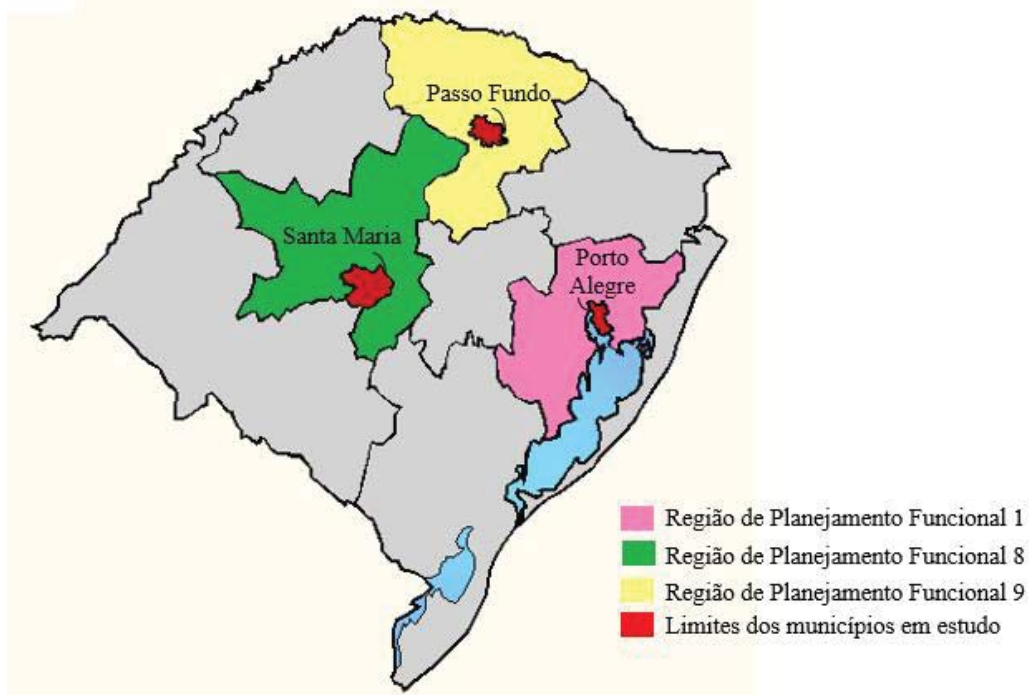 Passo Fundo
Santa Maria
Porto
Alegre
Região de Planejamento Funcional 1
Região de Planejamento Funcional 8
Região de Planejamento Funcional 9
Limites dos municípios em estudo